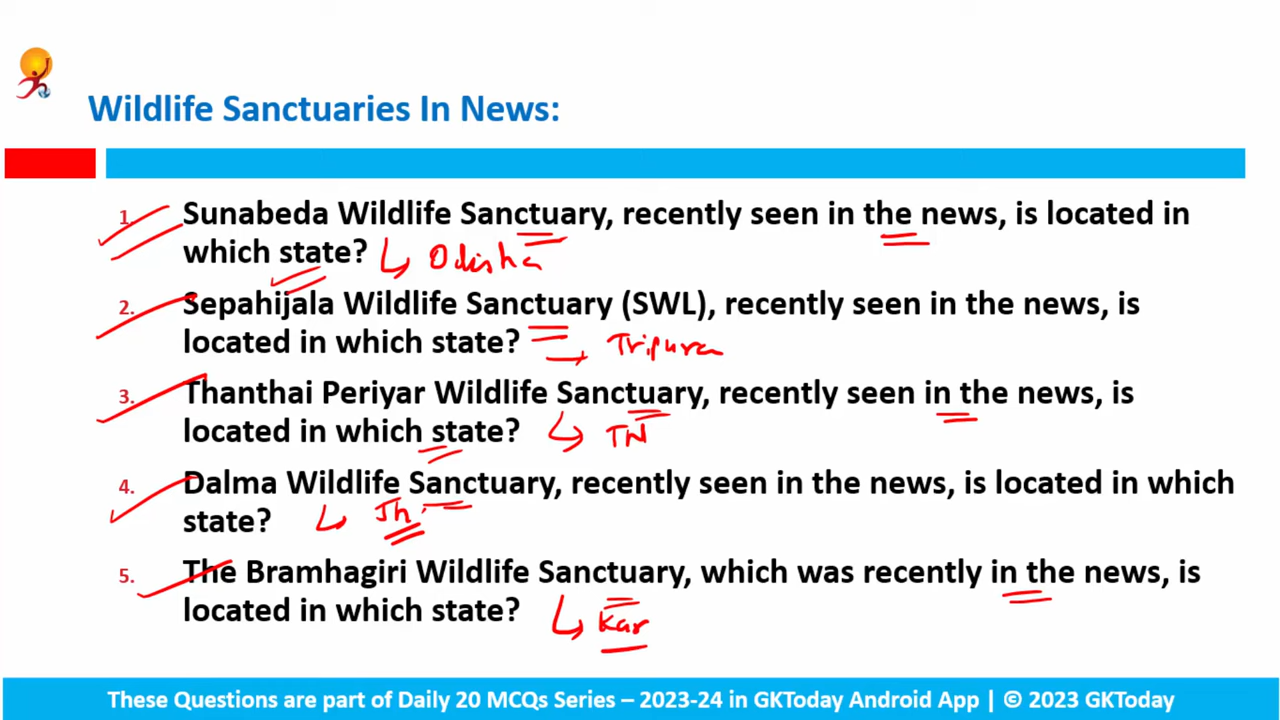 Wildlife Sanctuaries In News:
1. Sunabeda Wildlife Sanctuary, recently seen in the news, is located in
which state? Odisha
2. Sepahijala Wildlife Sanctuary (SWL), recently seen in the news, is
located in which state? Tripura
3. Thanthai Periyar Wildlife Sanctuary, recently seen in the news, is
located in which state? TN
4. Dalma Wildlife Sanctuary, recently seen in the news, is located in which
state? Jh.
5. The Bramhagiri Wildlife Sanctuary, which was recently in the news, is
located in which state? Kar
These Questions are part of Daily 20 MCQs Series – 2023-24 in GKToday Android App | © 2023 GKToday